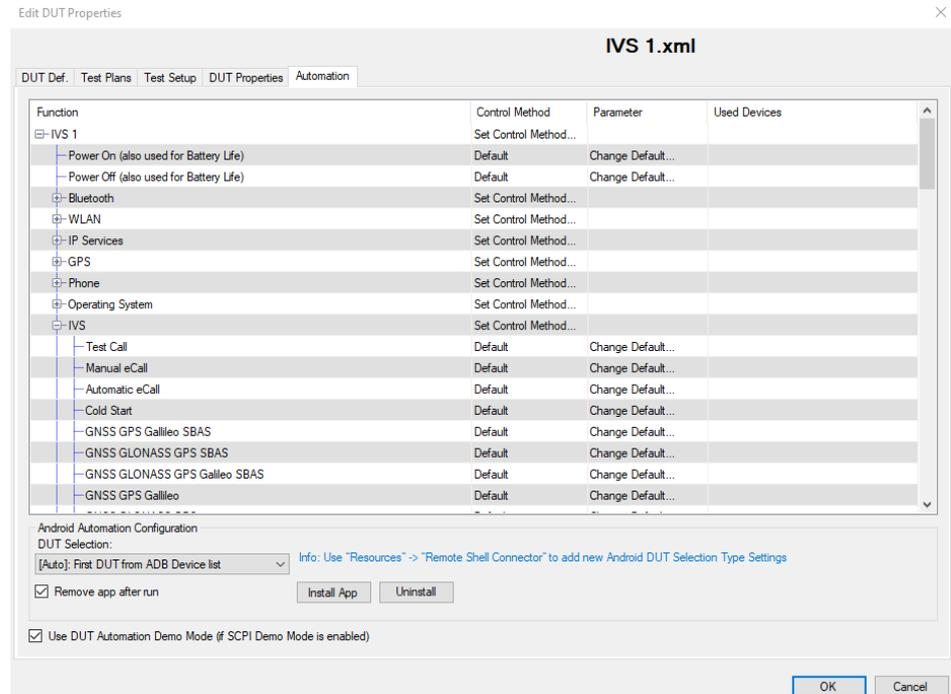 Edit DUT Properties
IVS 1.xml
DUT Def. Test Plans Test Setup DUT Properties Automation
Function Control Method Parameter Used Devices
IVS 1 Set Control Method...
Power On (also used for Battery Life) Default Change Default...
Power Off (also used for Battery Life) Default Change Default...
Bluetooth Set Control Method...
WLAN Set Control Method...
IP Services Set Control Method...
GPS Set Control Method...
Phone Set Control Method...
Operating System Set Control Method...
IVS Set Control Method...
Test Call Default Change Default...
Manual eCall Default Change Default...
Automatic eCall Default Change Default...
Cold Start Default Change Default...
GNSS GPS Gallileo SBAS Default Change Default...
GNSS GLONASS GPS SBAS Default Change Default...
GNSS GLONASS GPS Galileo SBAS Default Change Default...
GNSS GPS Gallileo Default Change Default...
Android Automation Configuration
DUT Selection:
[Auto]: First DUT from ADB Device list Info: Use "Resources" -> "Remote Shell Connector" to add new Android DUT Selection Type Settings
Remove app after run Install App Uninstall
Use DUT Automation Demo Mode (if SCPI Demo Mode is enabled)
OK Cancel